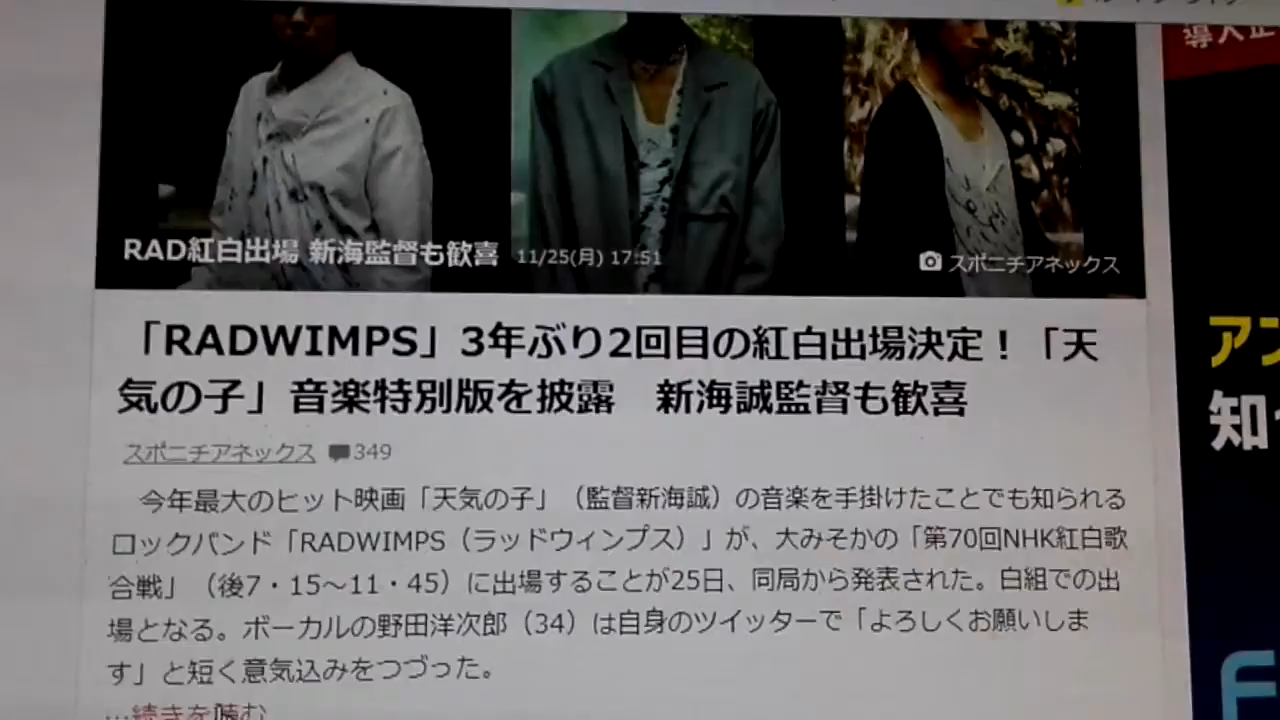 導入企
RAD紅白出場 新海監督も歓喜 11/25(月) 17:51
スポニチアネックス
「RADWIMPS」3年ぶり2回目の紅白出場決定！「天
気の子」音楽特別版を披露　新海誠監督も歓喜
スポニチアネックス 349
今年最大のヒット映画「天気の子」（監督新海誠）の音楽を手掛けたことでも知られる
ロックバンド「RADWIMPS（ラッドウィンプス）」が、大みそかの「第70回NHK紅白歌
合戦」（後7・15〜11・45）に出場することが25日、同局から発表された。白組での出
場となる。ボーカルの野田洋次郎（34）は自身のツイッターで「よろしくお願いしま
す」と短く意気込みをつづった。
…続きを読む
アン
知